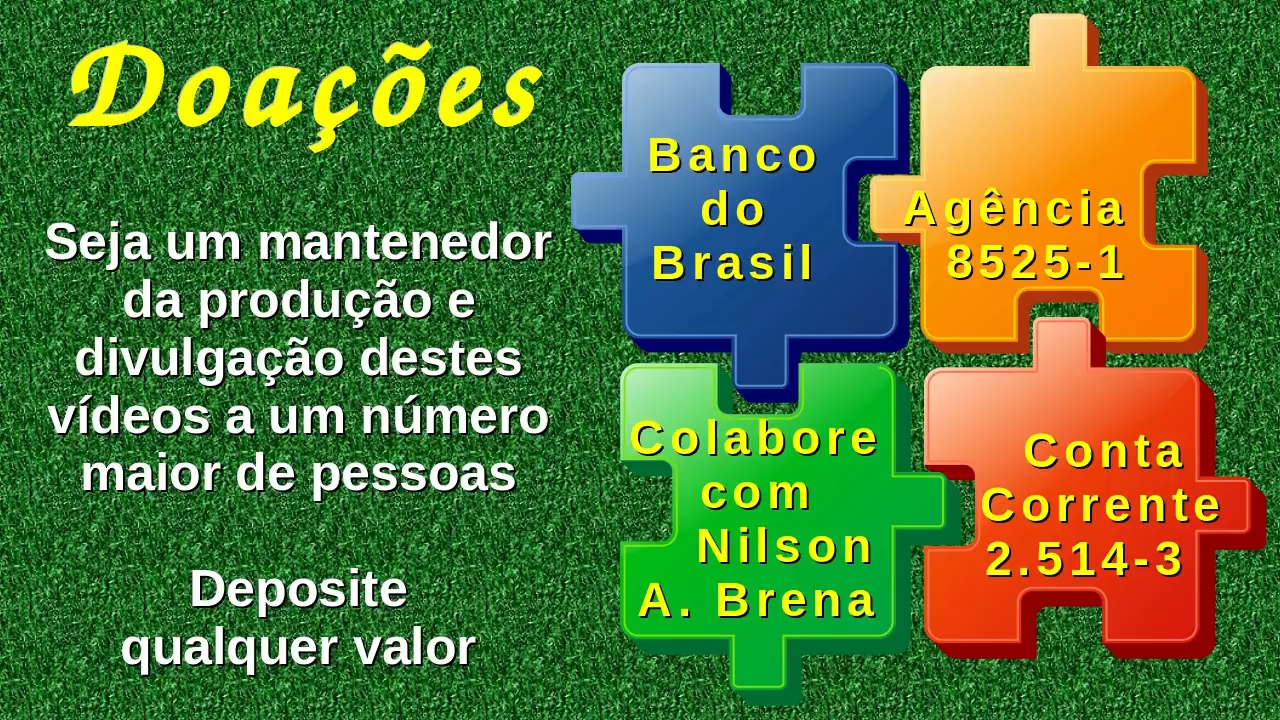 Doações
Seja um mantenedor
da produção e
divulgação destes
vídeos a um número
maior de pessoas
Deposite
qualquer valor
Banco
do
Brasil
Agência
8525-1
Colabore
com
Nilson
A. Brena
Conta
Corrente
2.514-3